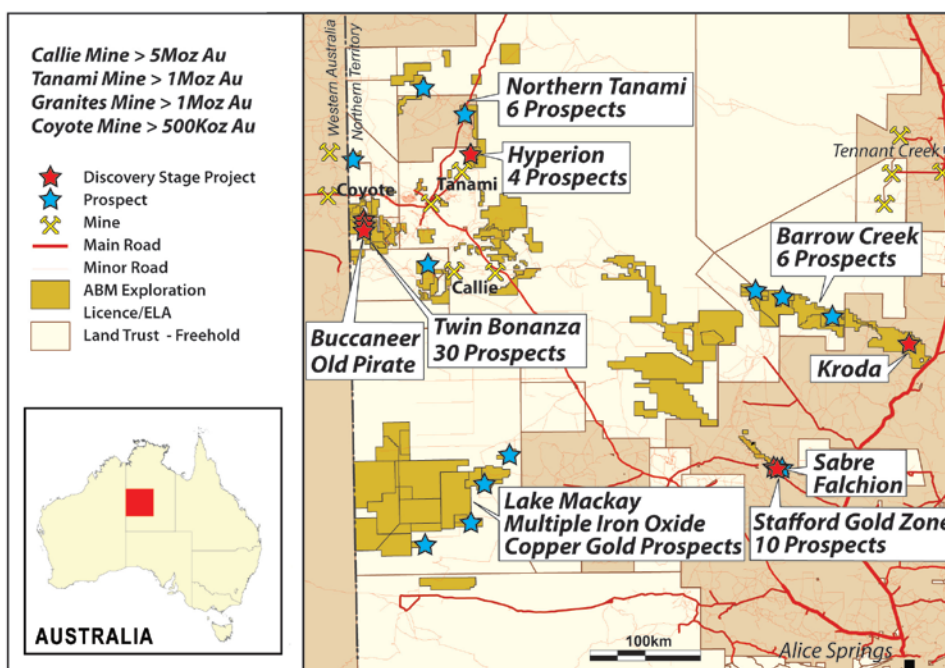 Callie Mine > 5Moz Au
Tanami Mine > 1Moz Au
Granites Mine > 1Moz Au
Coyote Mine > 500Koz Au
Discovery Stage Project
Prospect
Mine
Main Road
Minor Road
ABM Exploration
Licence/ELA
Land Trust - Freehold
AUSTRALIA
Western Australia
Northern Territory
Northern Tanami
6 Prospects
Hyperion
4 Prospects
Tennant Creek
Coyote
Tanami
Callie
Barrow Creek
6 Prospects
Buccaneer
Old Pirate
Twin Bonanza
30 Prospects
Kroda
Sabre
Falchion
Lake Mackay
Multiple Iron Oxide
Copper Gold Prospects
Stafford Gold Zone
10 Prospects
100km
Alice Springs